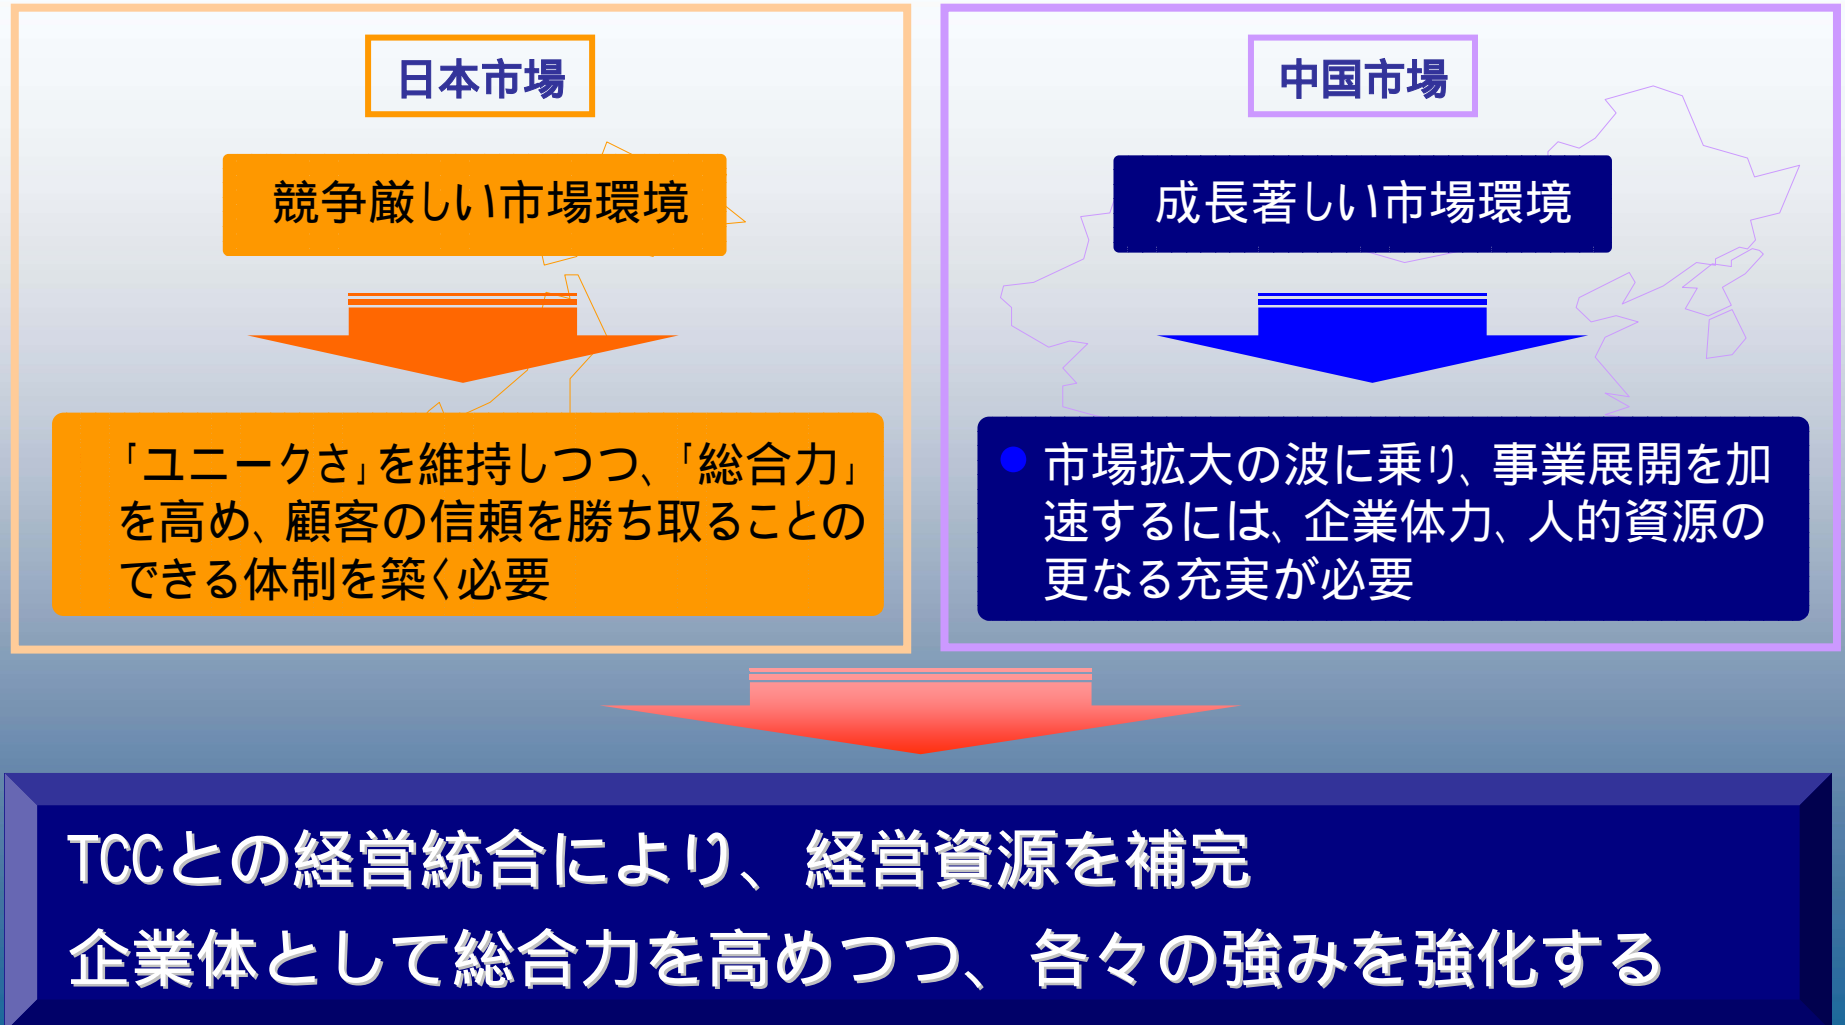 日本市場
競争厳しい市場環境
「ユニークさ」を維持しつつ、「総合力」
を高め、顧客の信頼を勝ち取ることの
できる体制を築く必要
中国市場
成長著しい市場環境
● 市場拡大の波に乗り、事業展開を加
速するには、企業体力、人的資源の
更なる充実が必要
TCCとの経営統合により、経営資源を補完
企業体として総合力を高めつつ、各々の強みを強化する